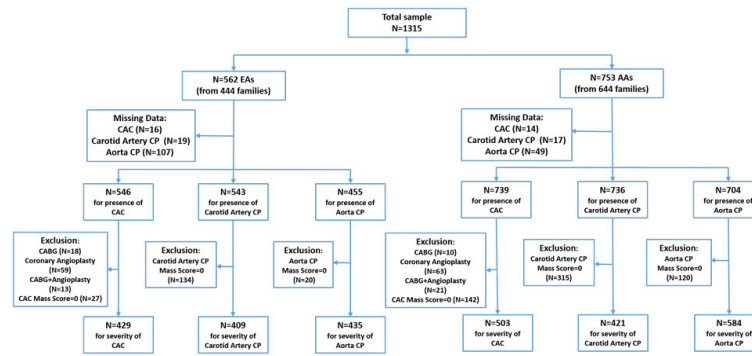 Total sample
N=1315
N=562 EAs
(from 444 families)
N=753 AAs
(from 644 families)
Missing Data:
CAC (N=16)
Carotid Artery CP (N=19)
Aorta CP (N=107)
Missing Data:
CAC (N=14)
Carotid Artery CP (N=17)
Aorta CP (N=49)
N=546
for presence of
CAC
N=543
for presence of
Carotid Artery CP
N=455
for presence of
Aorta CP
N=739
for presence of
CAC
N=736
for presence of
Carotid Artery CP
N=704
for presence of
Aorta CP
Exclusion:
CABG (N=18)
Coronary Angioplasty
(N=59)
CABG+Angioplasty
(N=13)
CAC Mass Score=0 (N=27)
Exclusion:
Carotid Artery CP
Mass Score=0
(N=134)
Exclusion:
Aorta CP
Mass Score=0
(N=20)
Exclusion:
CABG (N=10)
Coronary Angioplasty
(N=63)
CABG+Angioplasty
(N=21)
CAC Mass Score=0 (N=142)
Exclusion:
Carotid Artery CP
Mass Score=0
(N=315)
Exclusion:
Aorta CP
Mass Score=0
(N=120)
N=429
for severity of
CAC
N=409
for severity of
Carotid Artery CP
N=435
for severity of
Aorta CP
N=503
for severity of
CAC
N=421
for severity of
Carotid Artery CP
N=584
for severity of
Aorta CP